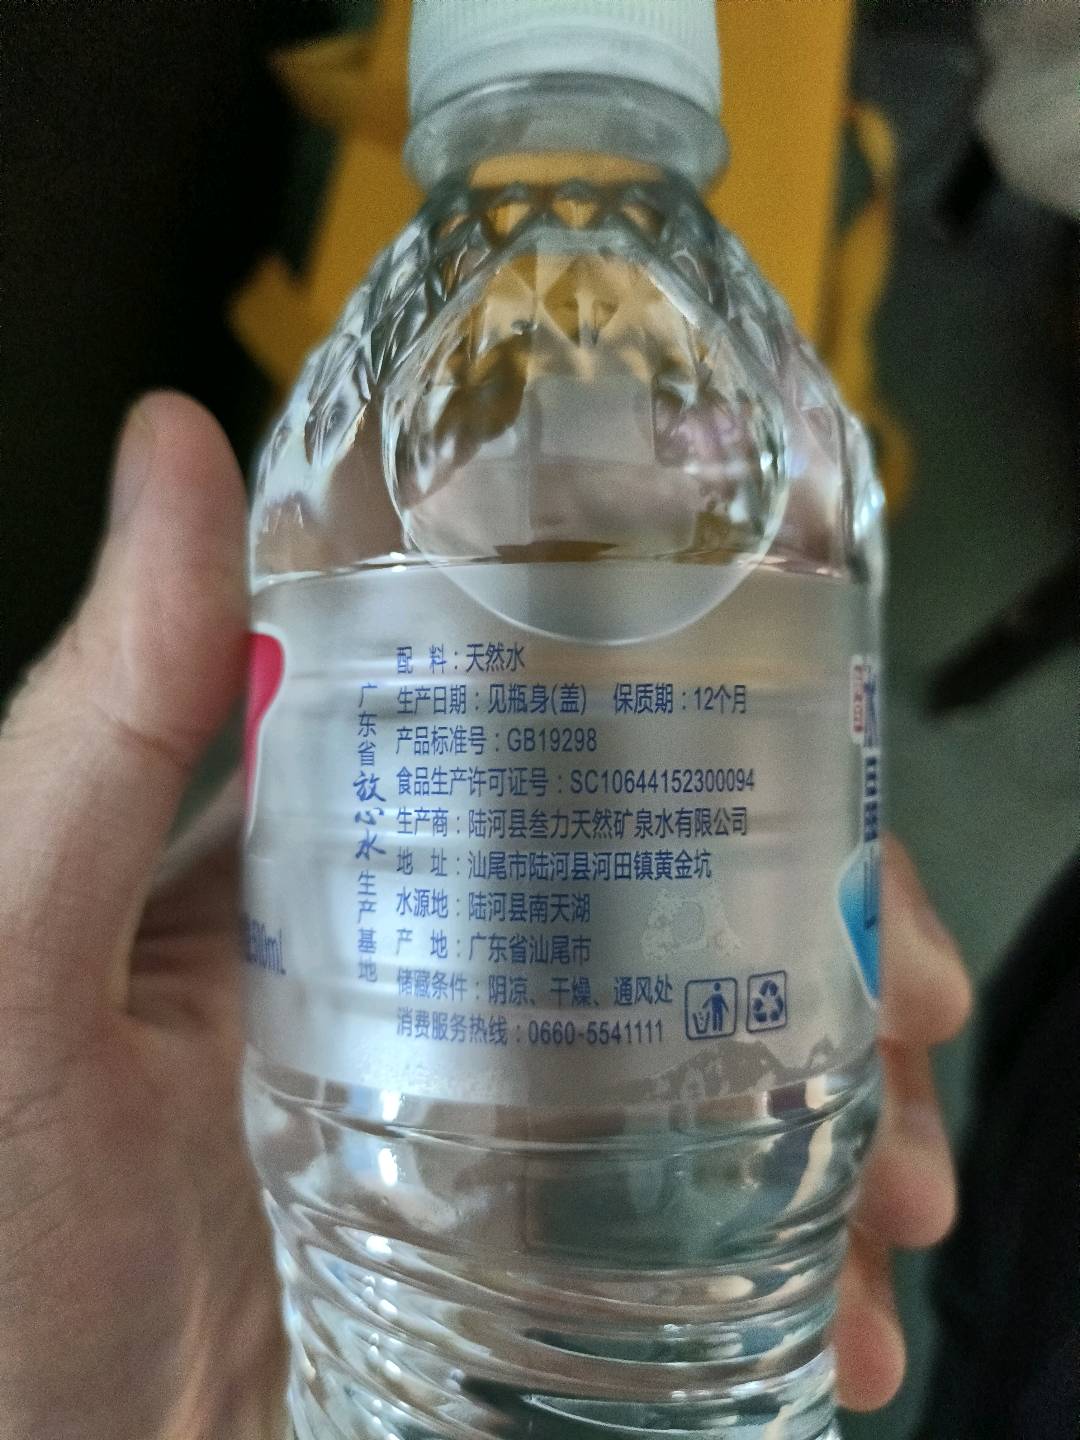 配 料：天然水
生产日期：见瓶身(盖) 保质期：12个月
产品标准号：GB19298
食品生产许可证号：SC10644152300094
生产商：陆河县叁力天然矿泉水有限公司
地 址：汕尾市陆河县河田镇黄金坑
水源地：陆河县南天湖
产 地：广东省汕尾市
储藏条件：阴凉、干燥、通风处
消费服务热线：0660-5541111
广东省放心水生产基地